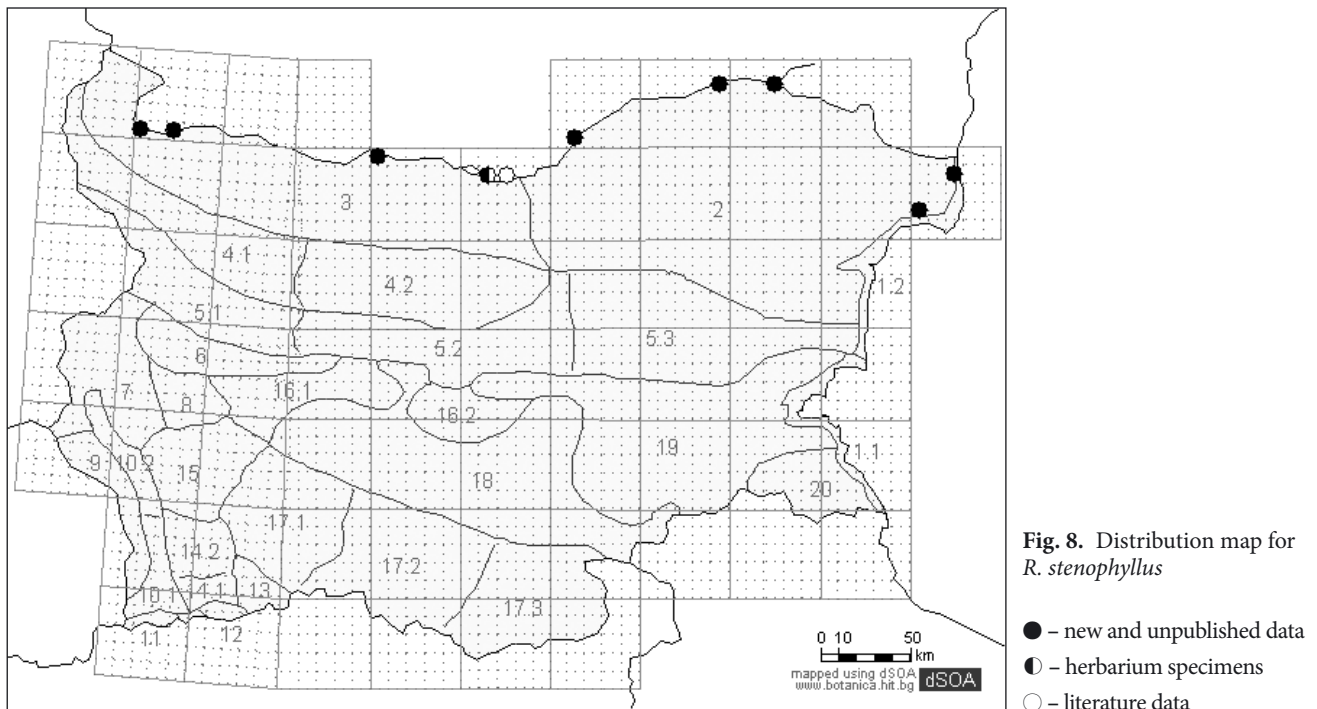 3
2
4.1
4.2
1.2
5.1
5.2
5.3
6
16.1
7
8
16.2
9
10.2
15
18
19
1.1
20
17.1
14.2
17.2
10.1
14.1
13
17.3
11
12
0 10 50
km
mapped using dSOA
www.botanica.hit.bg
dSOA
Fig. 8. Distribution map for
R. stenophyllus
– new and unpublished data
– herbarium specimens
– literature data